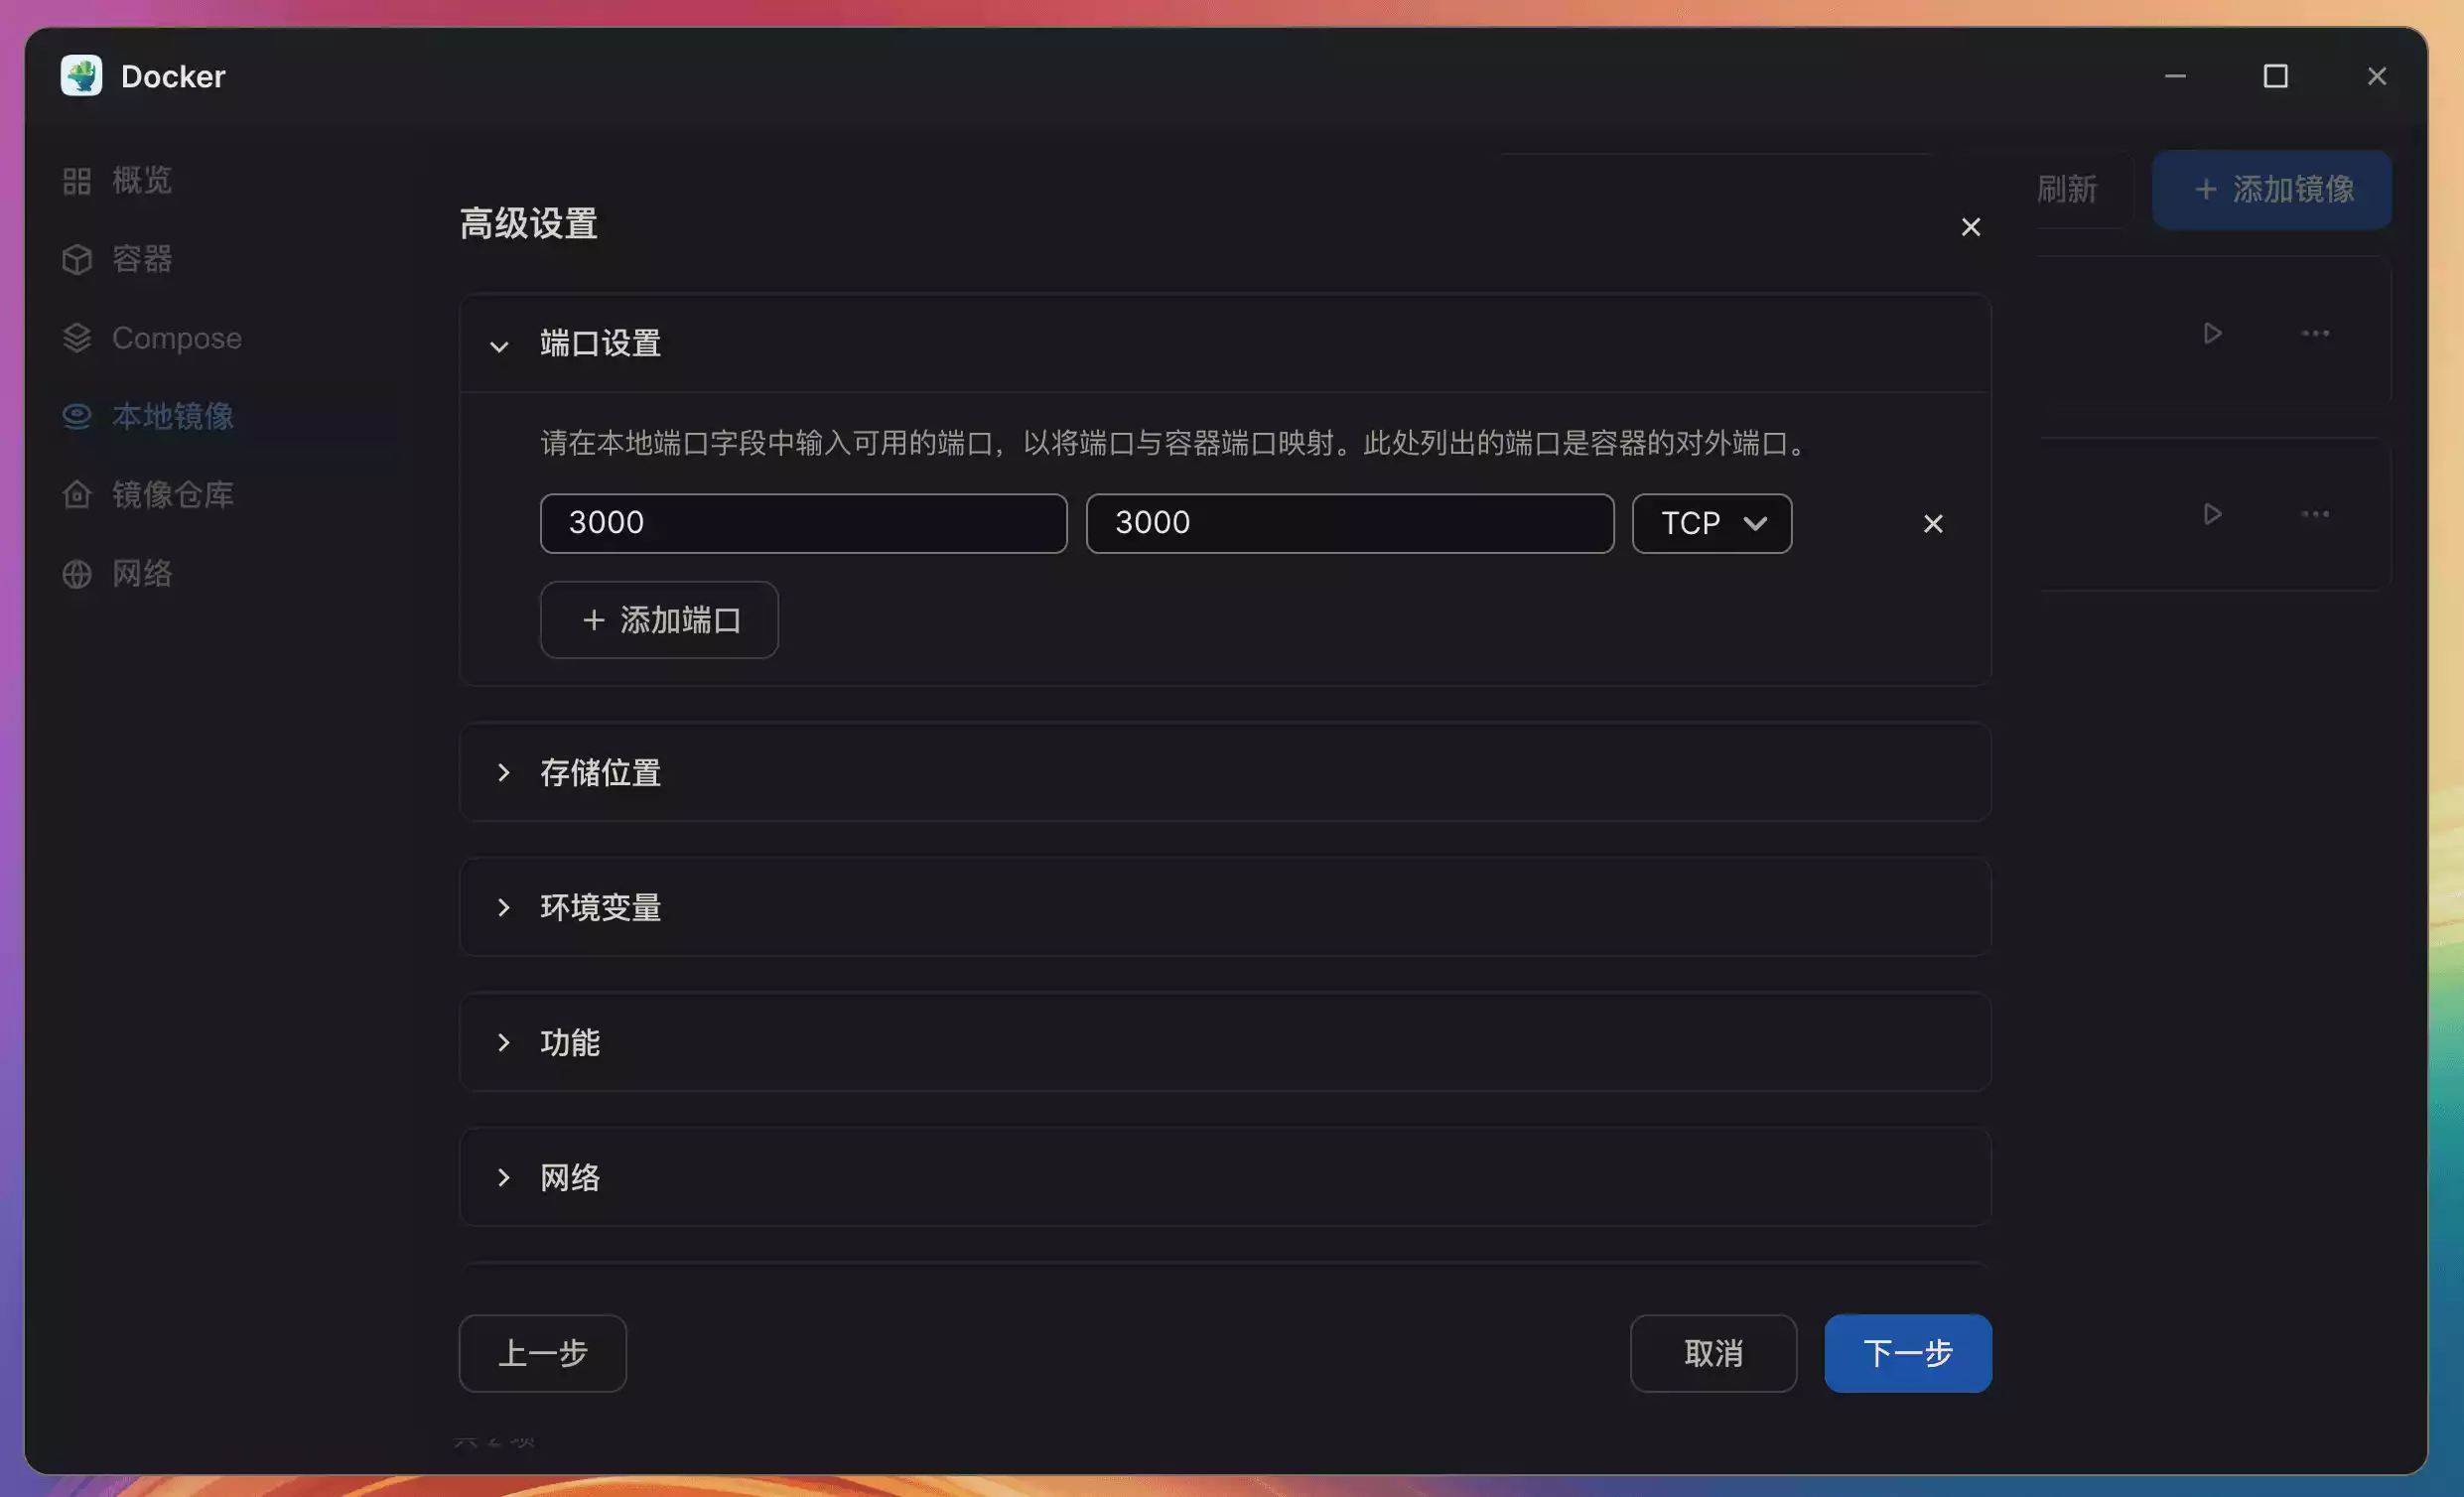 Docker
概览
容器
Compose
本地镜像
镜像仓库
网络
刷新
+ 添加镜像
高级设置
端口设置
请在本地端口字段中输入可用的端口，以将端口与容器端口映射。此处列出的端口是容器的对外端口。
3000 3000 TCP
+ 添加端口
存储位置
环境变量
功能
网络
上一步 取消 下一步